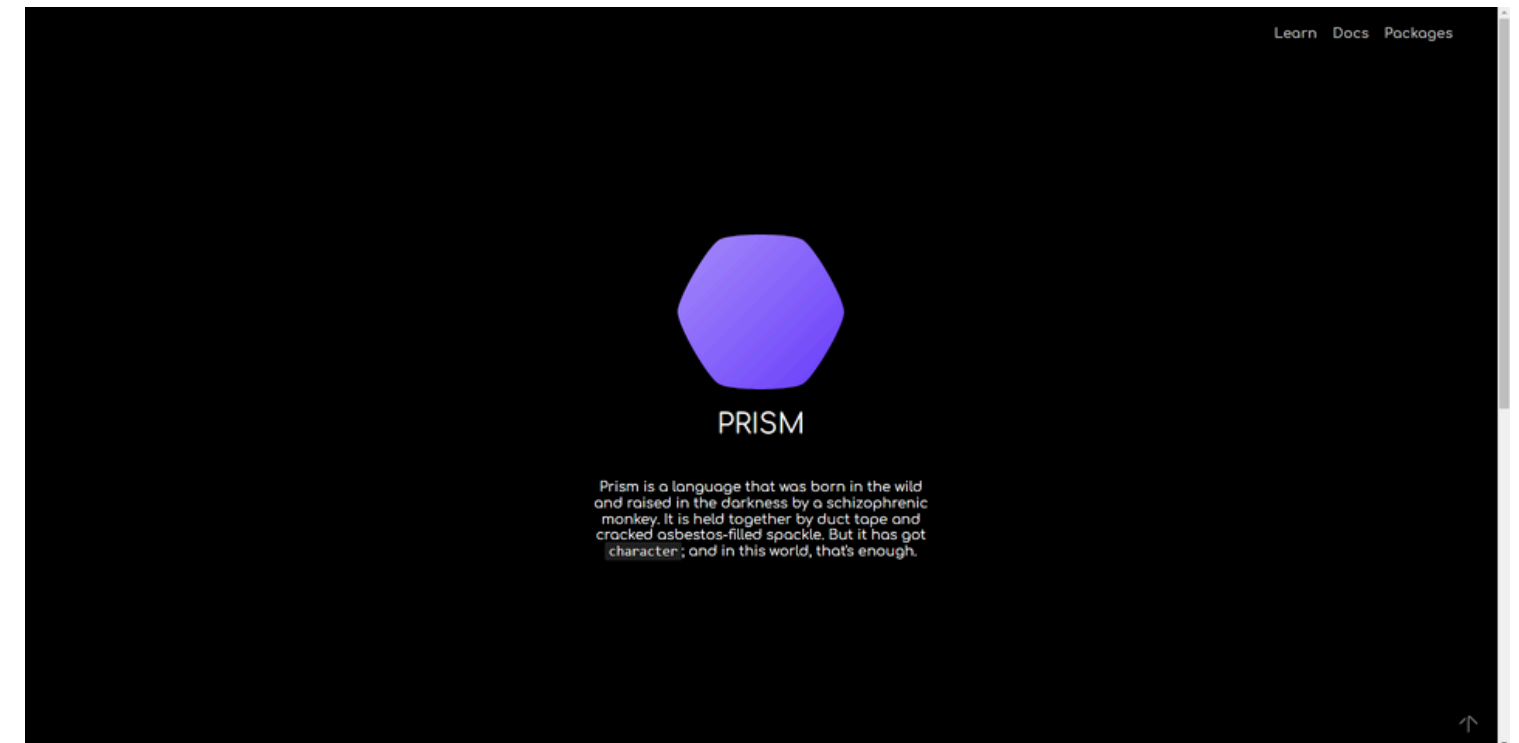 Learn Docs Packages
PRISM
Prism is a language that was born in the wild
and raised in the darkness by a schizophrenic
monkey. It is held together by duct tape and
cracked asbestos-filled spackle. But it has got
character; and in this world, that's enough.